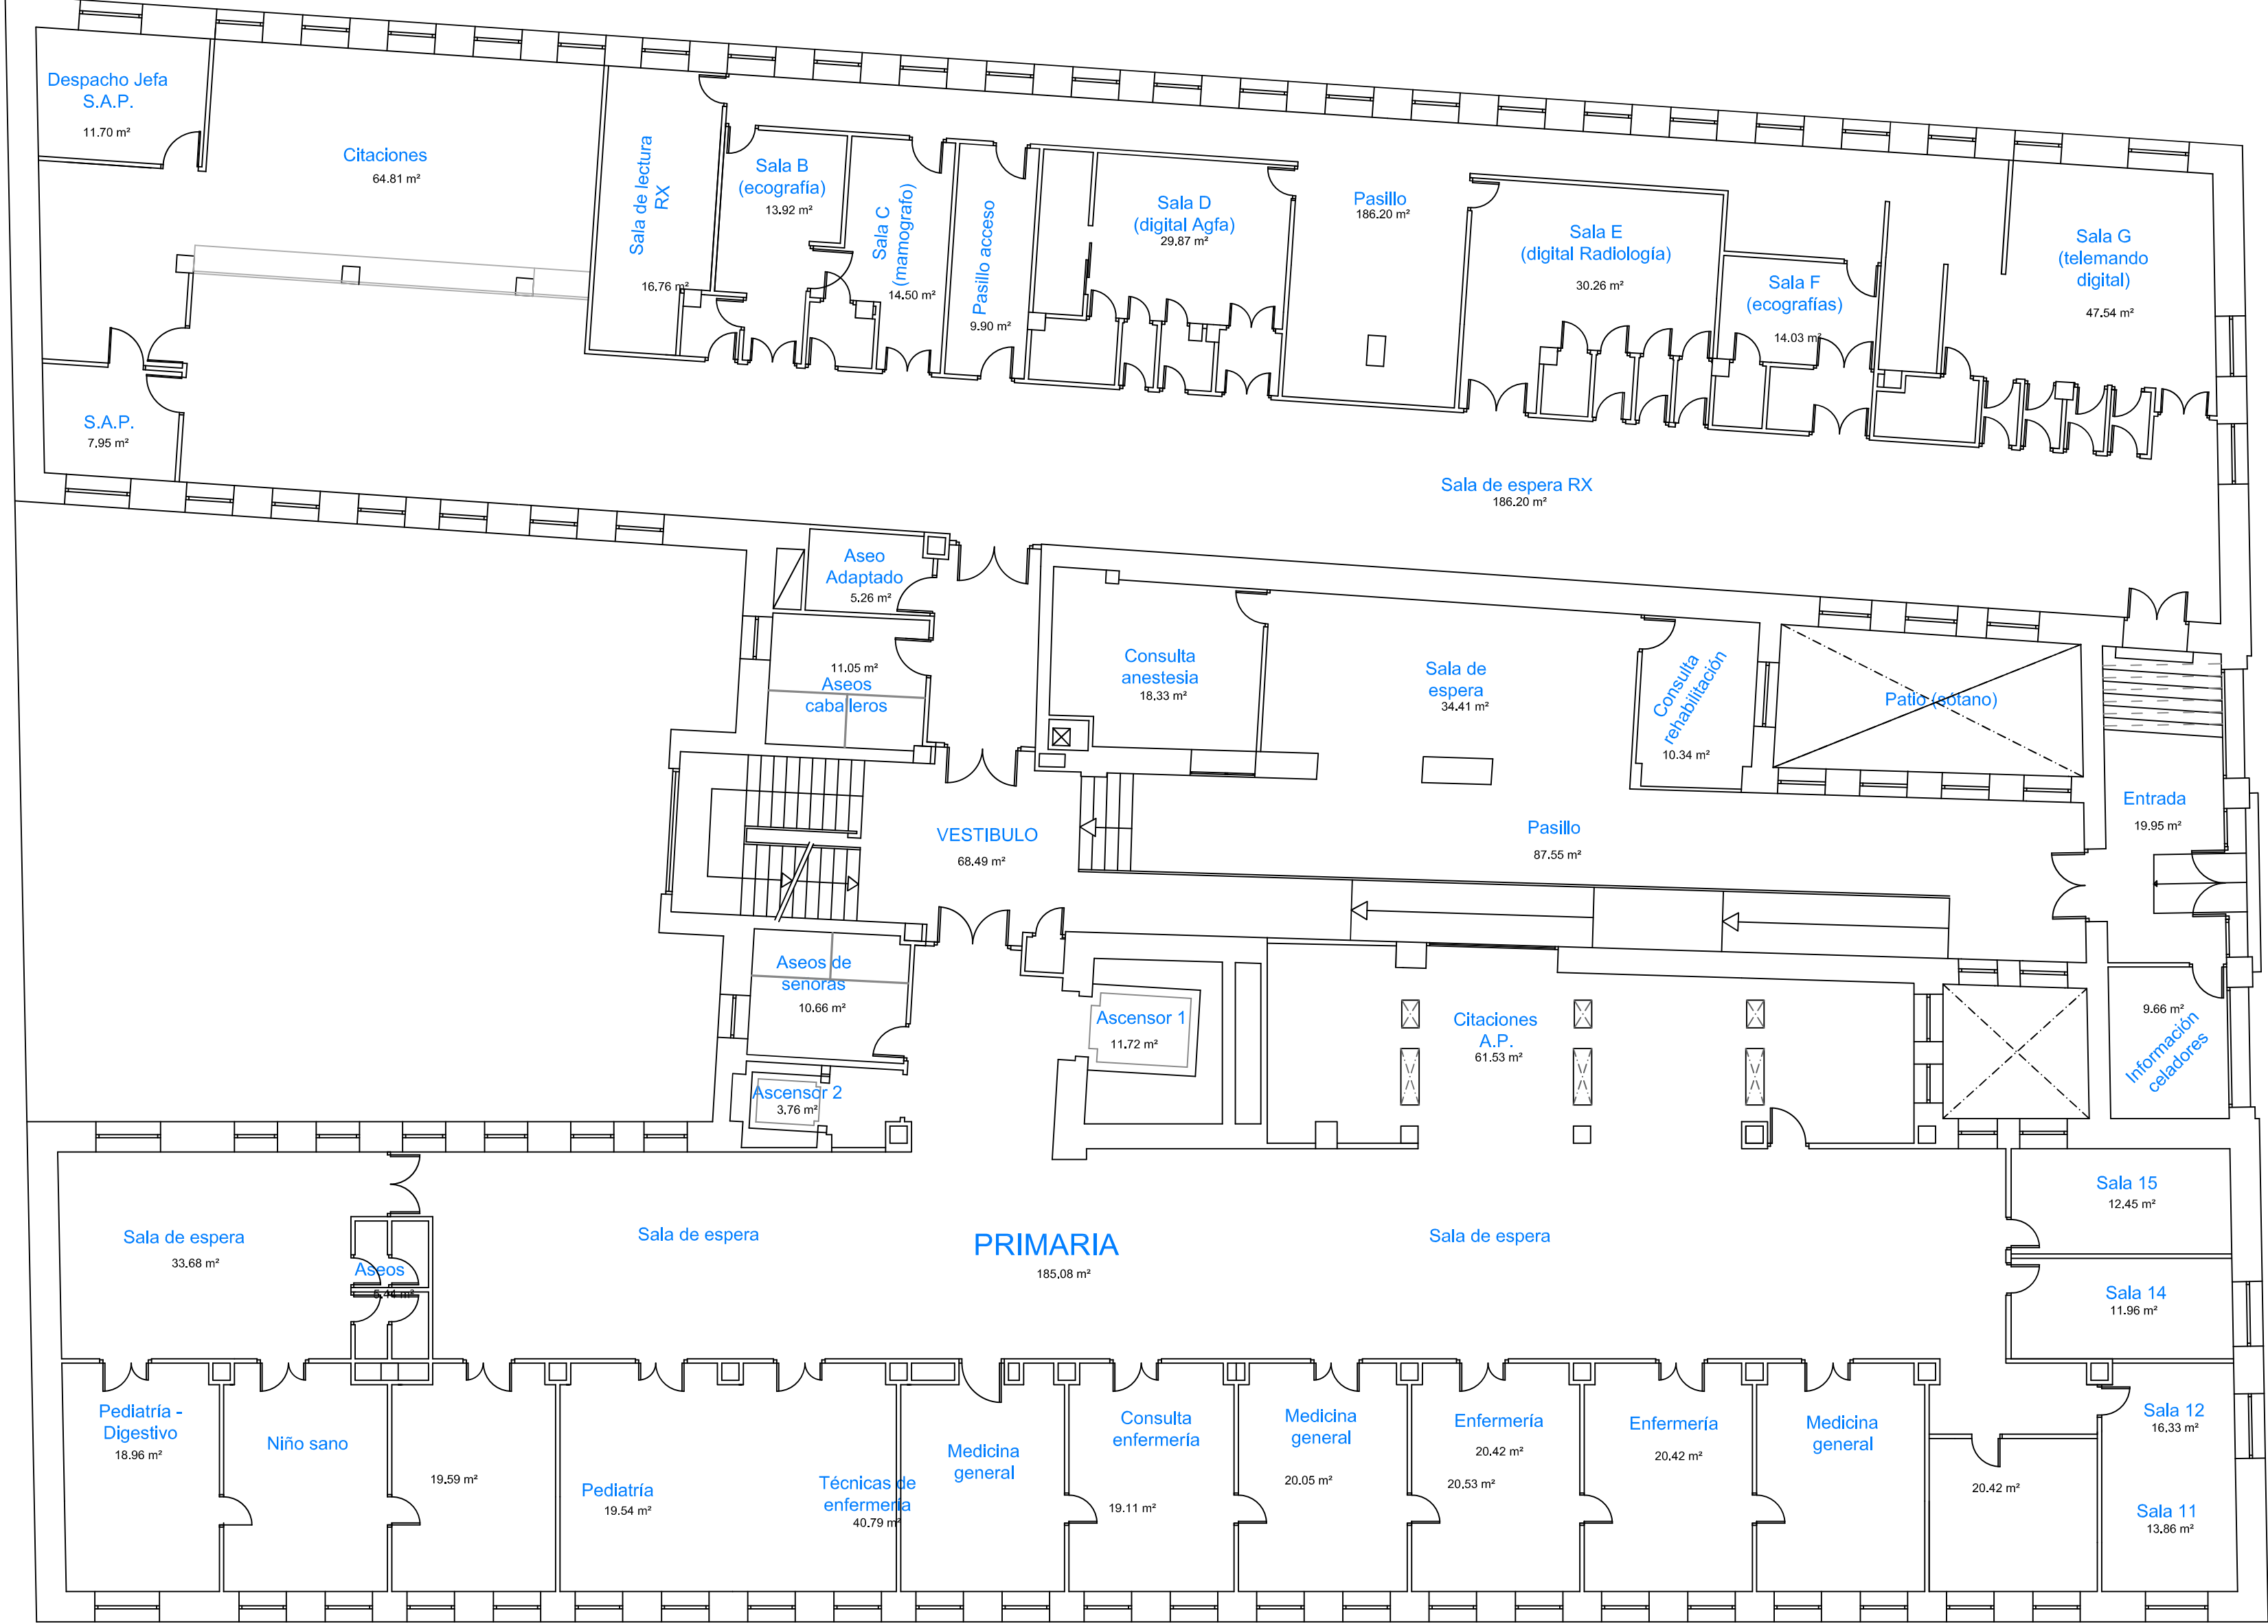 Despacho Jefa
S.A.P.
11.70 m²
Citaciones
64.81 m²
Sala de lectura
RX
16.76 m²
Sala B
(ecografía)
13.92 m²
Sala C
(mamografo)
14.50 m²
Pasillo acceso
9.90 m²
Sala D
(digital Agfa)
29.87 m²
Pasillo
186.20 m²
Sala E
(digital Radiología)
30.26 m²
Sala F
(ecografías)
14.03 m²
Sala G
(telemando
digital)
47.54 m²
S.A.P.
7.95 m²
Sala de espera RX
186.20 m²
Aseo
Adaptado
5.26 m²
11.05 m²
Aseos
caballeros
Consulta
anestesia
18.33 m²
Sala de
espera
34.41 m²
Consulta
rehabilitación
10.34 m²
Patio (sótano)
Entrada
19.95 m²
VESTIBULO
68.49 m²
Pasillo
87.55 m²
Aseos de
señoras
10.66 m²
Ascensor 1
11.72 m²
Citaciones
A.P.
61.53 m²
9.66 m²
Información
celadores
Ascensor 2
3.76 m²
Sala de espera
33.68 m²
Aseos
5.44 m²
Sala de espera
PRIMARIA
185.08 m²
Sala de espera
Sala 15
12.45 m²
Sala 14
11.96 m²
Pediatría -
Digestivo
18.96 m²
Niño sano
19.59 m²
Pediatría
19.54 m²
Técnicas de
enfermería
40.79 m²
Medicina
general
Consulta
enfermería
19.11 m²
Medicina
general
20.05 m²
Enfermería
20.42 m²
20.53 m²
Enfermería
20.42 m²
Medicina
general
20.42 m²
Sala 12
16.33 m²
Sala 11
13.86 m²